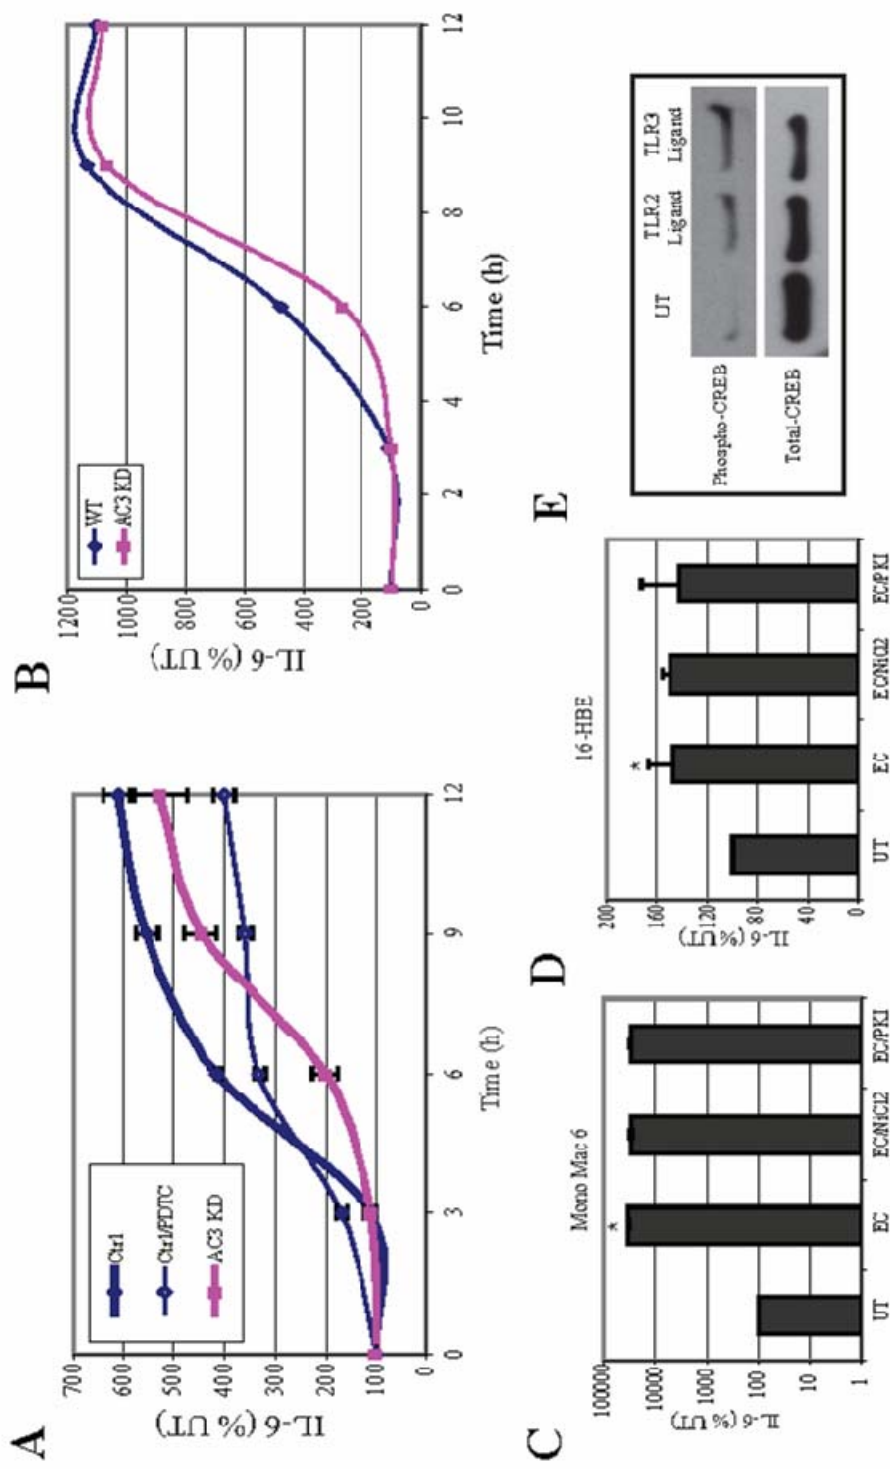 A
IL-6 (% UT)
700
600
500
400
300
200
100
0
Ctrl
Ctrl/PDTC
AC3 KD
0
3
6
9
12
Time (h)
B
IL-6 (% UT)
1200
1000
800
600
400
200
0
WT
AC3 KD
0
2
4
6
8
10
12
Time (h)
C
Mono Mac 6
IL-6 (% UT)
100000
10000
1000
100
10
1
*
UT
EC
EC/NiCl2
EC/PKI
D
16-HBE
IL-6 (% UT)
200
160
120
80
40
0
*
UT
EC
EC/NiCl2
EC/PKI
E
UT
TLR2 Ligand
TLR3 Ligand
Phospho-CREB
Total-CREB